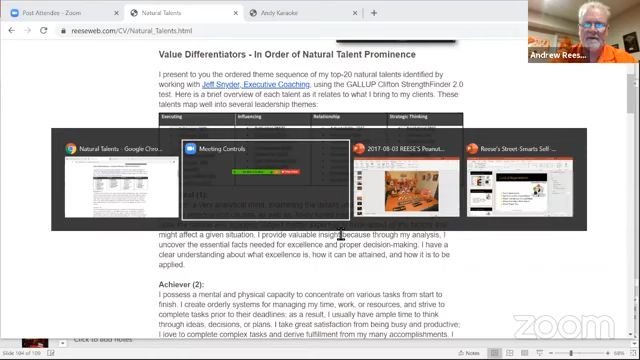 Post Attendee -
Natural Talents
Andy Karaoke
reeseweb.com/CV/Natural_Talents.html
Andrew Rees...
Value Differentiators - In Order of Natural Talent Prominence
I present to you the ordered theme sequence of my top-20 natural talents identified by
working with Jeff Snyder, Executive Coaching, using the GALLUP Clifton StrengthFinder 2.0
test. Here is a brief overview of each talent as it relates to what I bring to my clients. These
talents map well into several leadership themes:
Executing Influencing Relationship Strategic Thinking
Natural Talents - Google Chro...
Meeting Controls
2017-08-03 REESE'S Peanut...
Reese's Street-Smarts Self-...
might affect a given situation. I provide valuable insight because through my analysis, I
uncover the essential facts needed for excellence and proper decision-making. I have a
clear understanding about what excellence is, how it can be attained, and how it is to be
applied.
Achiever (2):
I possess a mental and physical capacity to concentrate on various tasks from start to
finish. I create orderly systems for managing my time, work, or resources, and strive to
complete tasks prior to their deadlines; as a result, I usually have ample time to think
through ideas, decisions, or plans. I take great satisfaction from being busy and productive;
I love to complete complex tasks and derive fulfillment from my many accomplishments. I
Click to add notes
Slide 104 of 109
Notes
68%
zoom